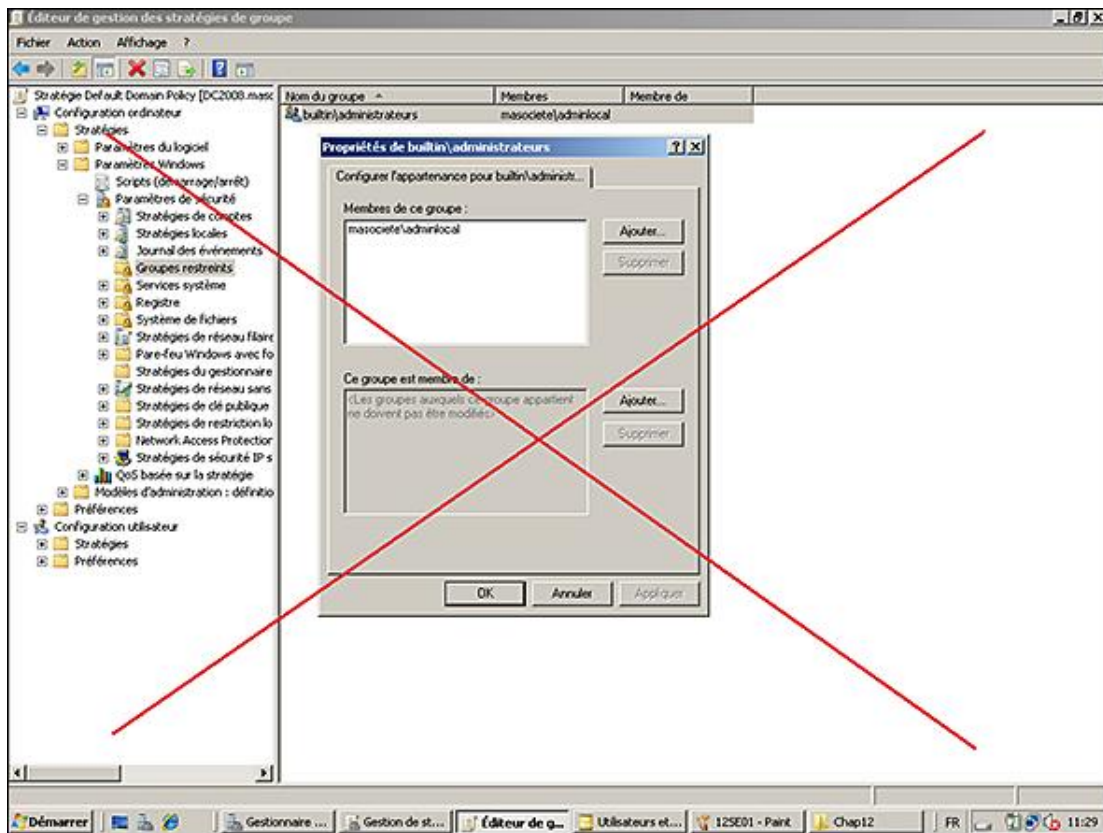 Éditeur de gestion des stratégies de groupe
Fichier Action Affichage ?
Stratégie Default Domain Policy [DC2008.masc
Configuration ordinateur
Stratégies
Paramètres du logiciel
Paramètres Windows
Scripts (démarrage/arrêt)
Paramètres de sécurité
Stratégies de comptes
Stratégies locales
Journal des événements
Groupes restreints
Services système
Registre
Système de fichiers
Stratégies de réseau filaire
Pare-feu Windows avec fo
Stratégies du gestionnaire
Stratégies de réseau sans
Stratégies de clé publique
Stratégies de restriction lo
Network Access Protection
Stratégies de sécurité IP s
QoS basée sur la stratégie
Modèles d'administration : définitio
Préférences
Configuration utilisateur
Stratégies
Préférences
Nom du groupe Membres Membre de
builtin\administrateurs masociete\adminlocal
Propriétés de builtin\administrateurs
Configurer l'appartenance pour builtin\administr...
Membres de ce groupe :
masociete\adminlocal
Ajouter...
Supprimer
Ce groupe est membre de :
<Les groupes auxquels ce groupe appartient
ne doivent pas être modifiés>
Ajouter...
Supprimer
OK Annuler Appliquer
Démarrer Gestionnaire ... Gestion de st... Éditeur de g... Utilisateurs et... 12SE01 - Paint Chap12 FR 11:29